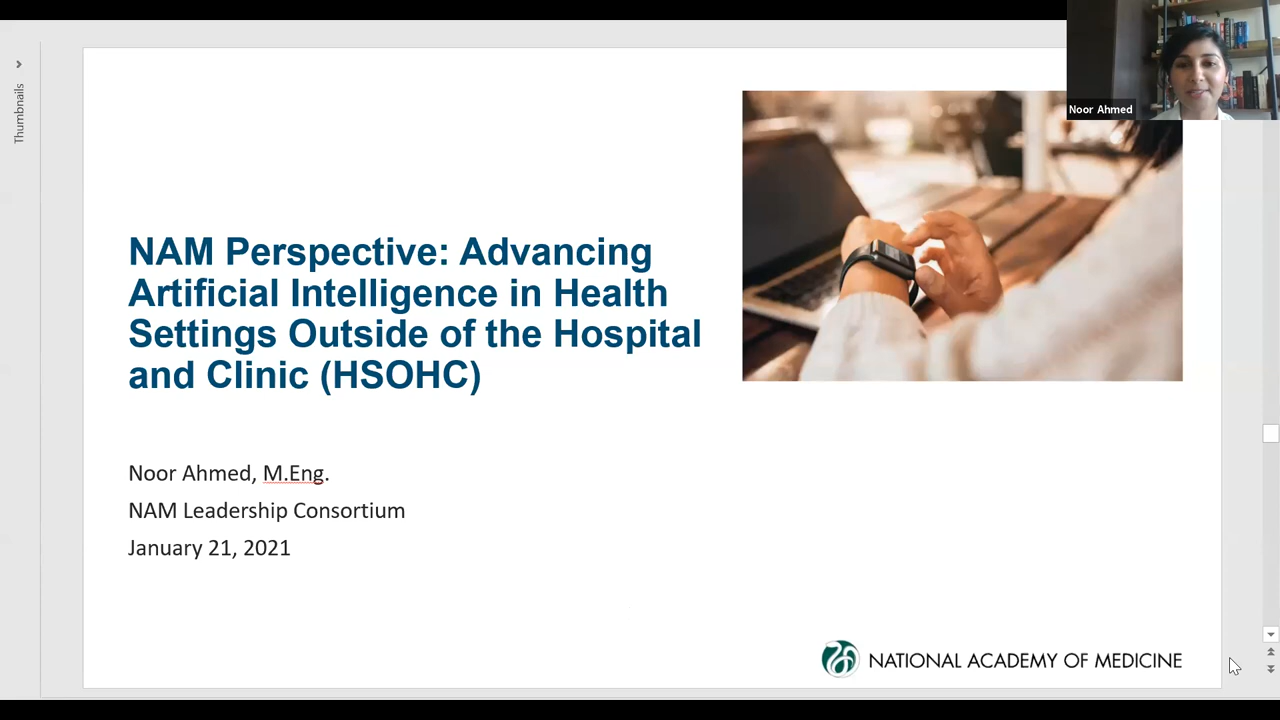 Thumbnails
Noor Ahmed
NAM Perspective: Advancing
Artificial Intelligence in Health
Settings Outside of the Hospital
and Clinic (HSOHC)
Noor Ahmed, M.Eng.
NAM Leadership Consortium
January 21, 2021
NATIONAL ACADEMY OF MEDICINE